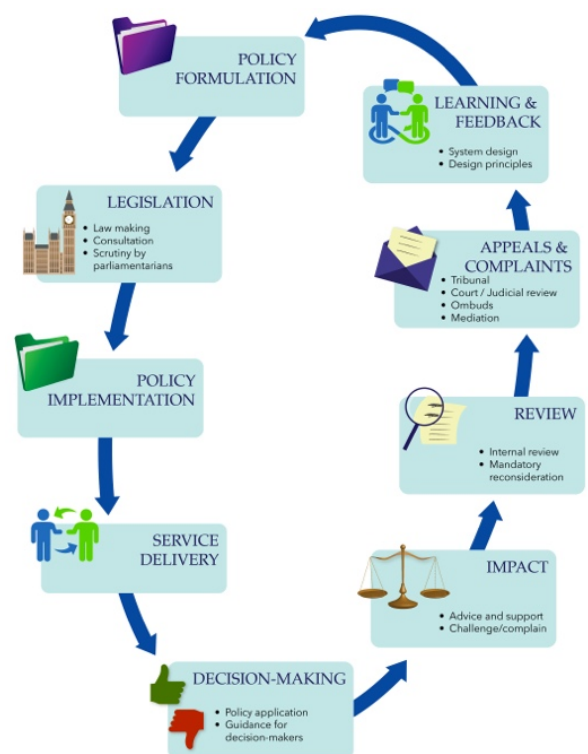 POLICY
FORMULATION
LEGISLATION
• Law making
• Consultation
• Scrutiny by
parliamentarians
POLICY
IMPLEMENTATION
SERVICE
DELIVERY
DECISION-MAKING
• Policy application
• Guidance for
decision-makers
IMPACT
• Advice and support
• Challenge/complain
REVIEW
• Internal review
• Mandatory
reconsideration
APPEALS &
COMPLAINTS
• Tribunal
• Court / Judicial review
• Ombuds
• Mediation
LEARNING &
FEEDBACK
• System design
• Design principles